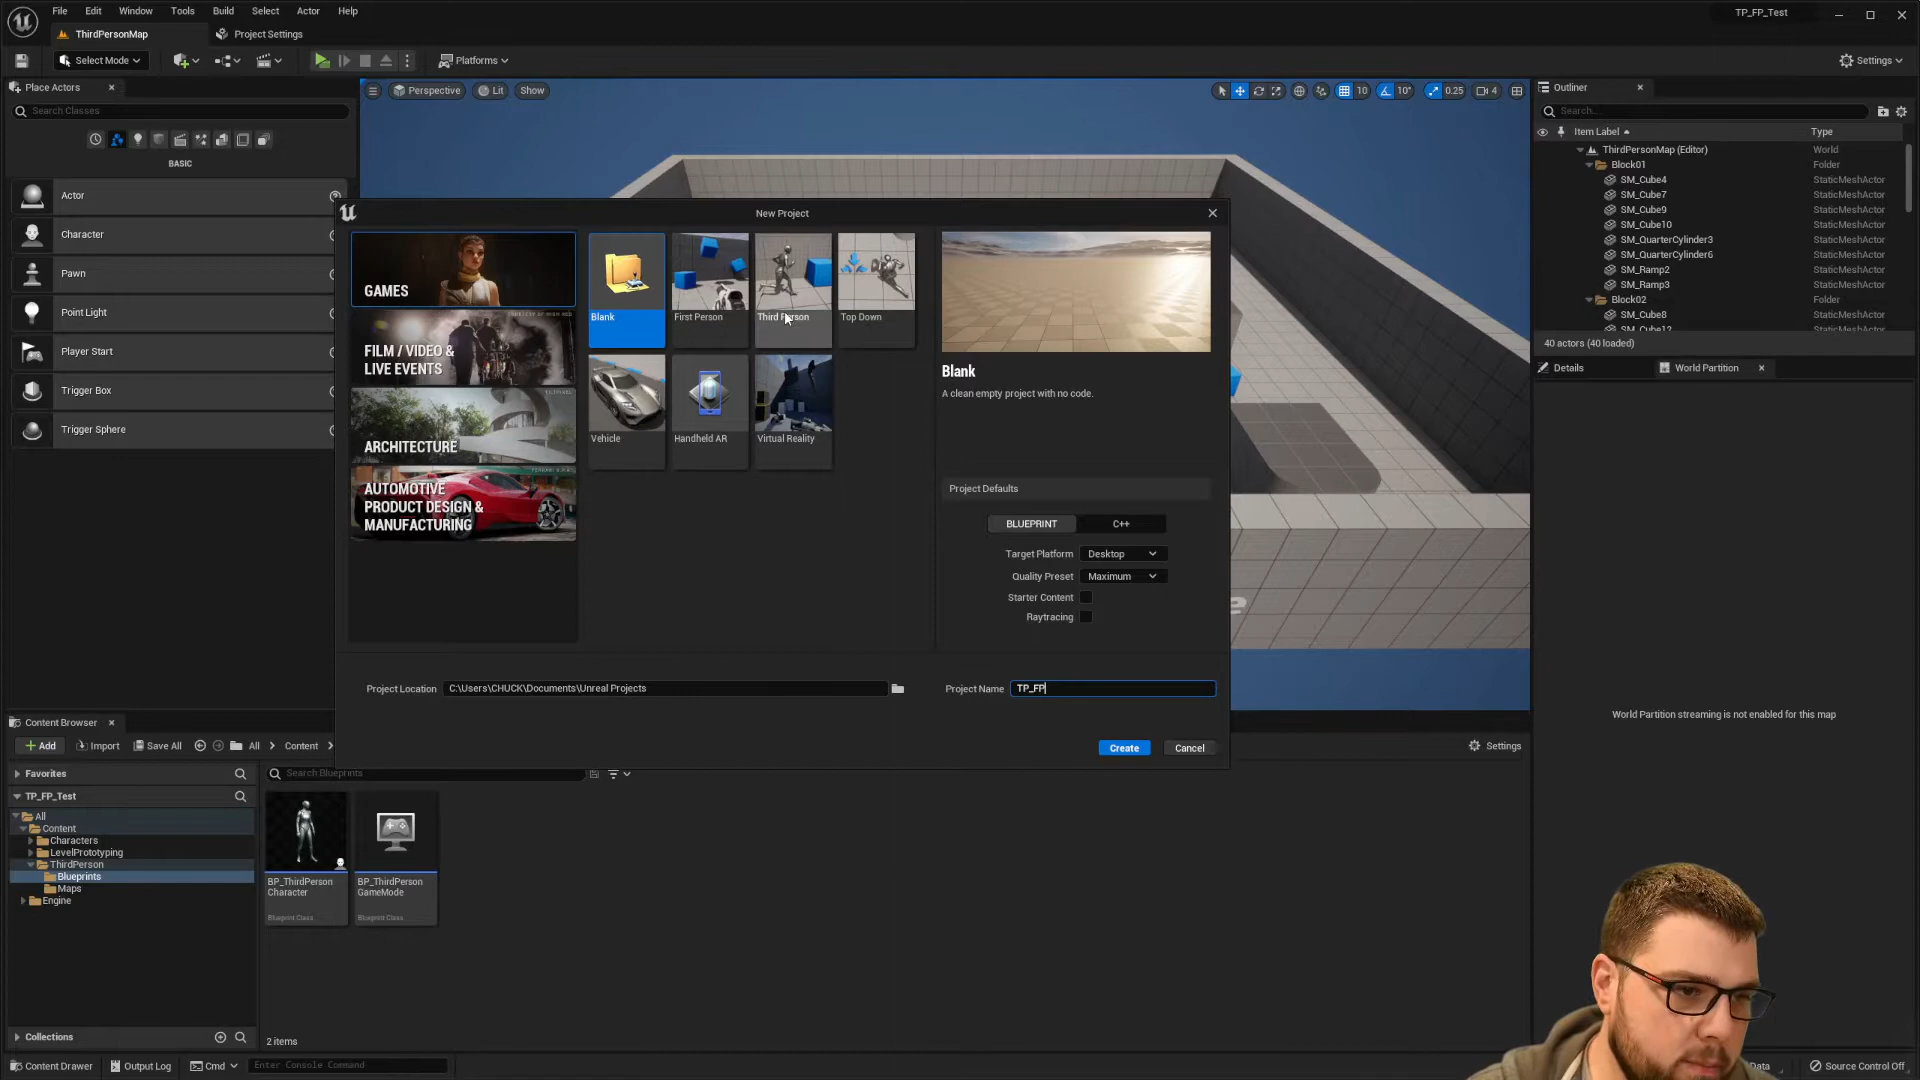 File Edit Window Tools Build Select Actor Help
TP_FP_Test
ThirdPersonMap
Project Settings
Select Mode
Platforms
Settings
Place Actors
Search Classes
BASIC
Actor
Character
Pawn
Point Light
Player Start
Trigger Box
Trigger Sphere
Perspective
Lit
Show
10
10°
0.25
4
Outliner
Search...
Item Label
Type
ThirdPersonMap (Editor) World
Block01 Folder
SM_Cube4 StaticMeshActor
SM_Cube7 StaticMeshActor
SM_Cube9 StaticMeshActor
SM_Cube10 StaticMeshActor
SM_QuarterCylinder3 StaticMeshActor
SM_QuarterCylinder6 StaticMeshActor
SM_Ramp2 StaticMeshActor
SM_Ramp3 StaticMeshActor
Block02 Folder
SM_Cube8 StaticMeshActor
SM_Cube12 StaticMeshActor
40 actors (40 loaded)
Details
World Partition
World Partition streaming is not enabled for this map
New Project
GAMES
FILM / VIDEO &
LIVE EVENTS
ARCHITECTURE
AUTOMOTIVE
PRODUCT DESIGN &
MANUFACTURING
Blank
First Person
Third Person
Top Down
Vehicle
Handheld AR
Virtual Reality
Blank
A clean empty project with no code.
Project Defaults
BLUEPRINT
C++
Target Platform Desktop
Quality Preset Maximum
Starter Content
Raytracing
Project Location C:\Users\CHUCK\Documents\Unreal Projects
Project Name TP_FP
Create
Cancel
Content Browser
Add
Import
Save All
All
Content
Settings
Favorites
TP_FP_Test
All
Content
Characters
LevelPrototyping
ThirdPerson
Blueprints
Maps
Engine
Collections
Search Blueprints
BP_ThirdPerson
Character
Blueprint Class
BP_ThirdPerson
GameMode
Blueprint Class
2 items
Content Drawer
Output Log
Cmd
Enter Console Command
Data
Source Control Off